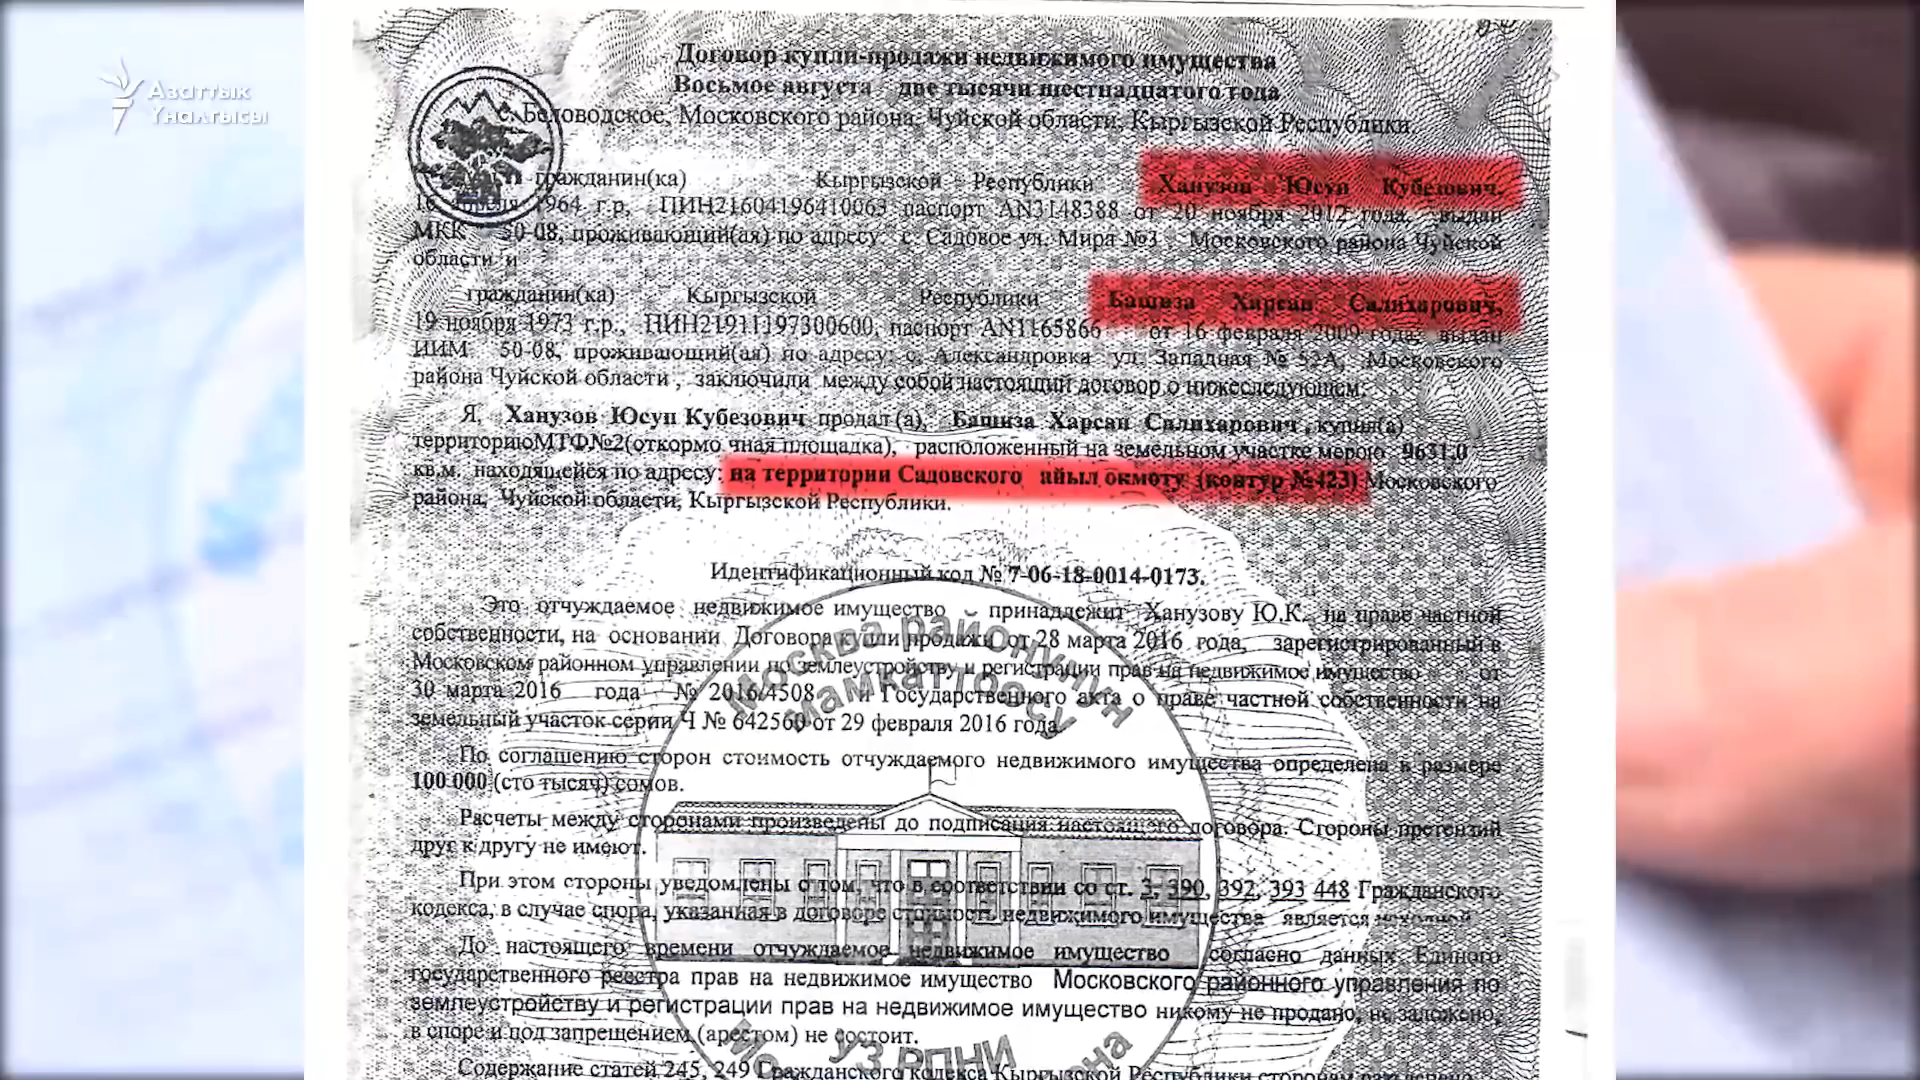 Азаттык
Үналгысы
Договор купли-продажи недвижимого имущества
Восьмое августа две тысячи шестнадцатого года
с. Беловодское, Московского района, Чуйской области, Кыргызской Республики.
гражданин(ка) Кыргызской Республики Ханузов Юсуп Кубезович,
16 апреля 1964 г.р, ПИН21604196410063 паспорт AN3148388 от 20 ноября 2012 года. выдан
МКК 50-08, проживающий(ая) по адресу: с. Садовое ул. Мира №3 Московского района Чуйской
области и
гражданин(ка) Кыргызской Республики Башиза Харсан Салихарович,
19 ноября 1973 г.р., ПИН21911197300600, паспорт AN1165866 от 16 февраля 2009 года, выдан
ИИМ 50-08, проживающий(ая) по адресу: с. Александровка ул. Западная № 53А, Московского
района Чуйской области , заключили между собой настоящий договор о нижеследующем:
Я, Ханузов Юсуп Кубезович продал (а), Башиза Харсан Салихарович , купил(а)
территориюМТФ№2(откормо чная площадка), расположенный на земельном участке мерою 9631.0
кв.м. находящейся по адресу: на территории Садовского айыл окмоту (контур №423) Московского
района, Чуйской области, Кыргызской Республики.
Идентификационный код № 7-06-18-0014-0173.
Это отчуждаемое недвижимое имущество принадлежит Ханузову Ю.К. на праве частной
собственности, на основании Договора купли продажи от 28 марта 2016 года, зарегистрированный в
Московском районном управлении по землеустройству и регистрации прав на недвижимое имущество от
30 марта 2016 года № 2016/4508 и Государственного акта о праве частной собственности на
земельный участок серии Ч № 642560 от 29 февраля 2016 года.
По соглашению сторон стоимость отчуждаемого недвижимого имущества определена в размере
100 000 (сто тысяч) сомов.
Расчеты между сторонами произведены до подписания настоящего договора. Стороны претензий
друг к другу не имеют.
При этом стороны уведомлены о том, что в соответствии со ст. 3, 390, 392, 393 448 Гражданского
кодекса, в случае спора, указанная в договоре стоимость недвижимого имущества является исходной
До настоящего времени отчуждаемое недвижимое имущество согласно данных Единого
государственного реестра прав на недвижимое имущество Московского районного управления по
землеустройству и регистрации прав на недвижимое имущество никому не продано, не заложено,
в споре и под запрещением (арестом) не состоит.
Содержание статей 245, 249 Гражданского кодекса Кыргызской Республики сторонам разъяснено
Москва районунун
УЗ РПНИ